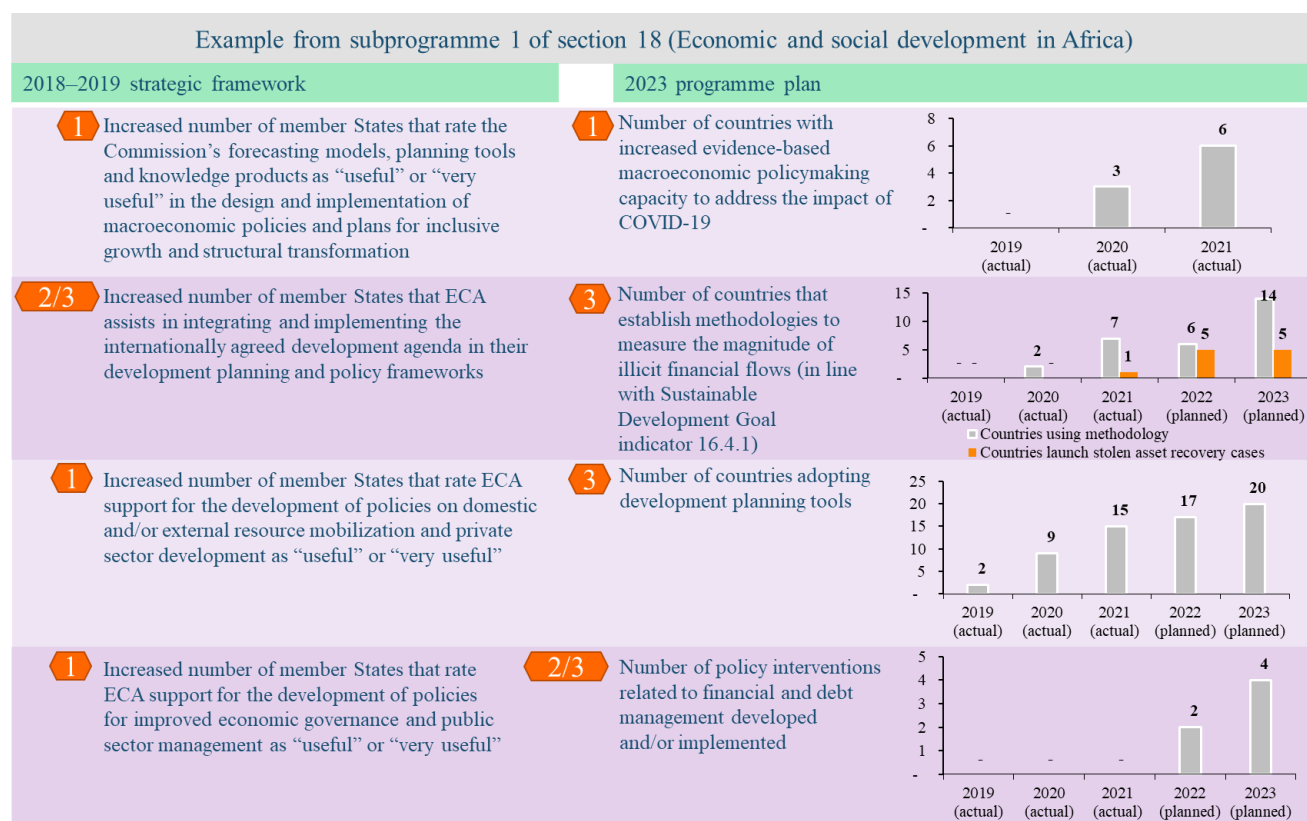 Example from subprogramme 1 of section 18 (Economic and social development in Africa)
2018–2019 strategic framework
2023 programme plan
1
Increased number of member States that rate the
Commission’s forecasting models, planning tools
and knowledge products as “useful” or “very
useful” in the design and implementation of
macroeconomic policies and plans for inclusive
growth and structural transformation
1
Number of countries with
increased evidence-based
macroeconomic policymaking
capacity to address the impact of
COVID-19
8
6
4
2
-
-
3
6
2019 2020 2021
(actual) (actual) (actual)
2/3
Increased number of member States that ECA
assists in integrating and implementing the
internationally agreed development agenda in their
development planning and policy frameworks
3
Number of countries that
establish methodologies to
measure the magnitude of
illicit financial flows (in line
with Sustainable
Development Goal
indicator 16.4.1)
15
10
5
-
- -
2 -
7 1
6 5
14 5
2019 2020 2021 2022 2023
(actual) (actual) (actual) (planned) (planned)
Countries using methodology
Countries launch stolen asset recovery cases
1
Increased number of member States that rate ECA
support for the development of policies on domestic
and/or external resource mobilization and private
sector development as “useful” or “very useful”
3
Number of countries adopting
development planning tools
25
20
15
10
5
-
2 9 15 17 20
2019 2020 2021 2022 2023
(actual) (actual) (actual) (planned) (planned)
1
Increased number of member States that rate
ECA support for the development of policies
for improved economic governance and public
sector management as “useful” or “very useful”
2/3
Number of policy interventions
related to financial and debt
management developed
and/or implemented
5
4
3
2
1
-
- - - 2 4
2019 2020 2021 2022 2023
(actual) (actual) (actual) (planned) (planned)